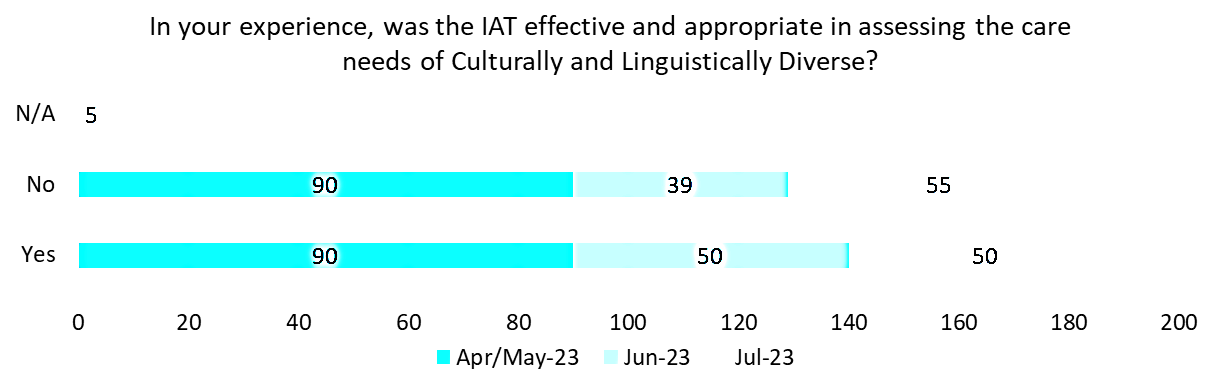 In your experience, was the IAT effective and appropriate in assessing the care
needs of Culturally and Linguistically Diverse?
N/A 5
No 90 39 55
Yes 90 50 50
0 20 40 60 80 100 120 140 160 180 200
Apr/May-23 Jun-23 Jul-23